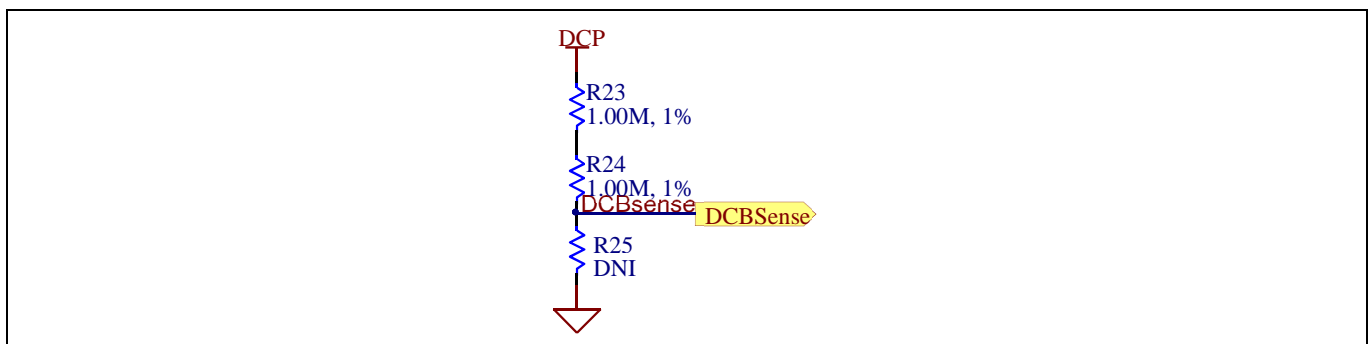 DCP
R23
1.00M, 1%
R24
1.00M, 1%
DCBsense
DCBSense
R25
DNI